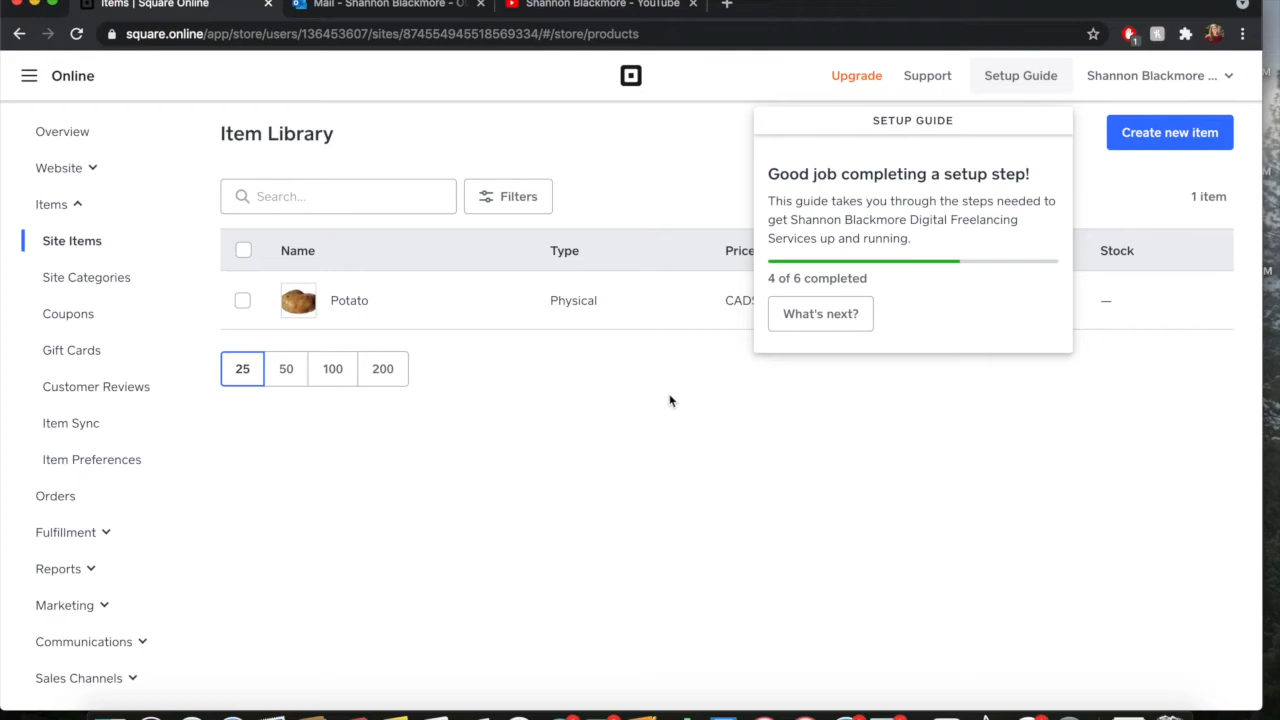 Items | Square Online
Mail - Shannon Blackmore - O
Shannon Blackmore - YouTube
square.online/app/store/users/136453607/sites/874554945518569334/#/store/products
1
Online
Upgrade
Support
Setup Guide
Shannon Blackmore ...
Overview
Website
Items
Site Items
Site Categories
Coupons
Gift Cards
Customer Reviews
Item Sync
Item Preferences
Orders
Fulfillment
Reports
Marketing
Communications
Sales Channels
Item Library
Create new item
Search...
Filters
1 item
Name Type Price Stock
Potato Physical CAD$ —
25 50 100 200
SETUP GUIDE
Good job completing a setup step!
This guide takes you through the steps needed to
get Shannon Blackmore Digital Freelancing
Services up and running.
4 of 6 completed
What's next?